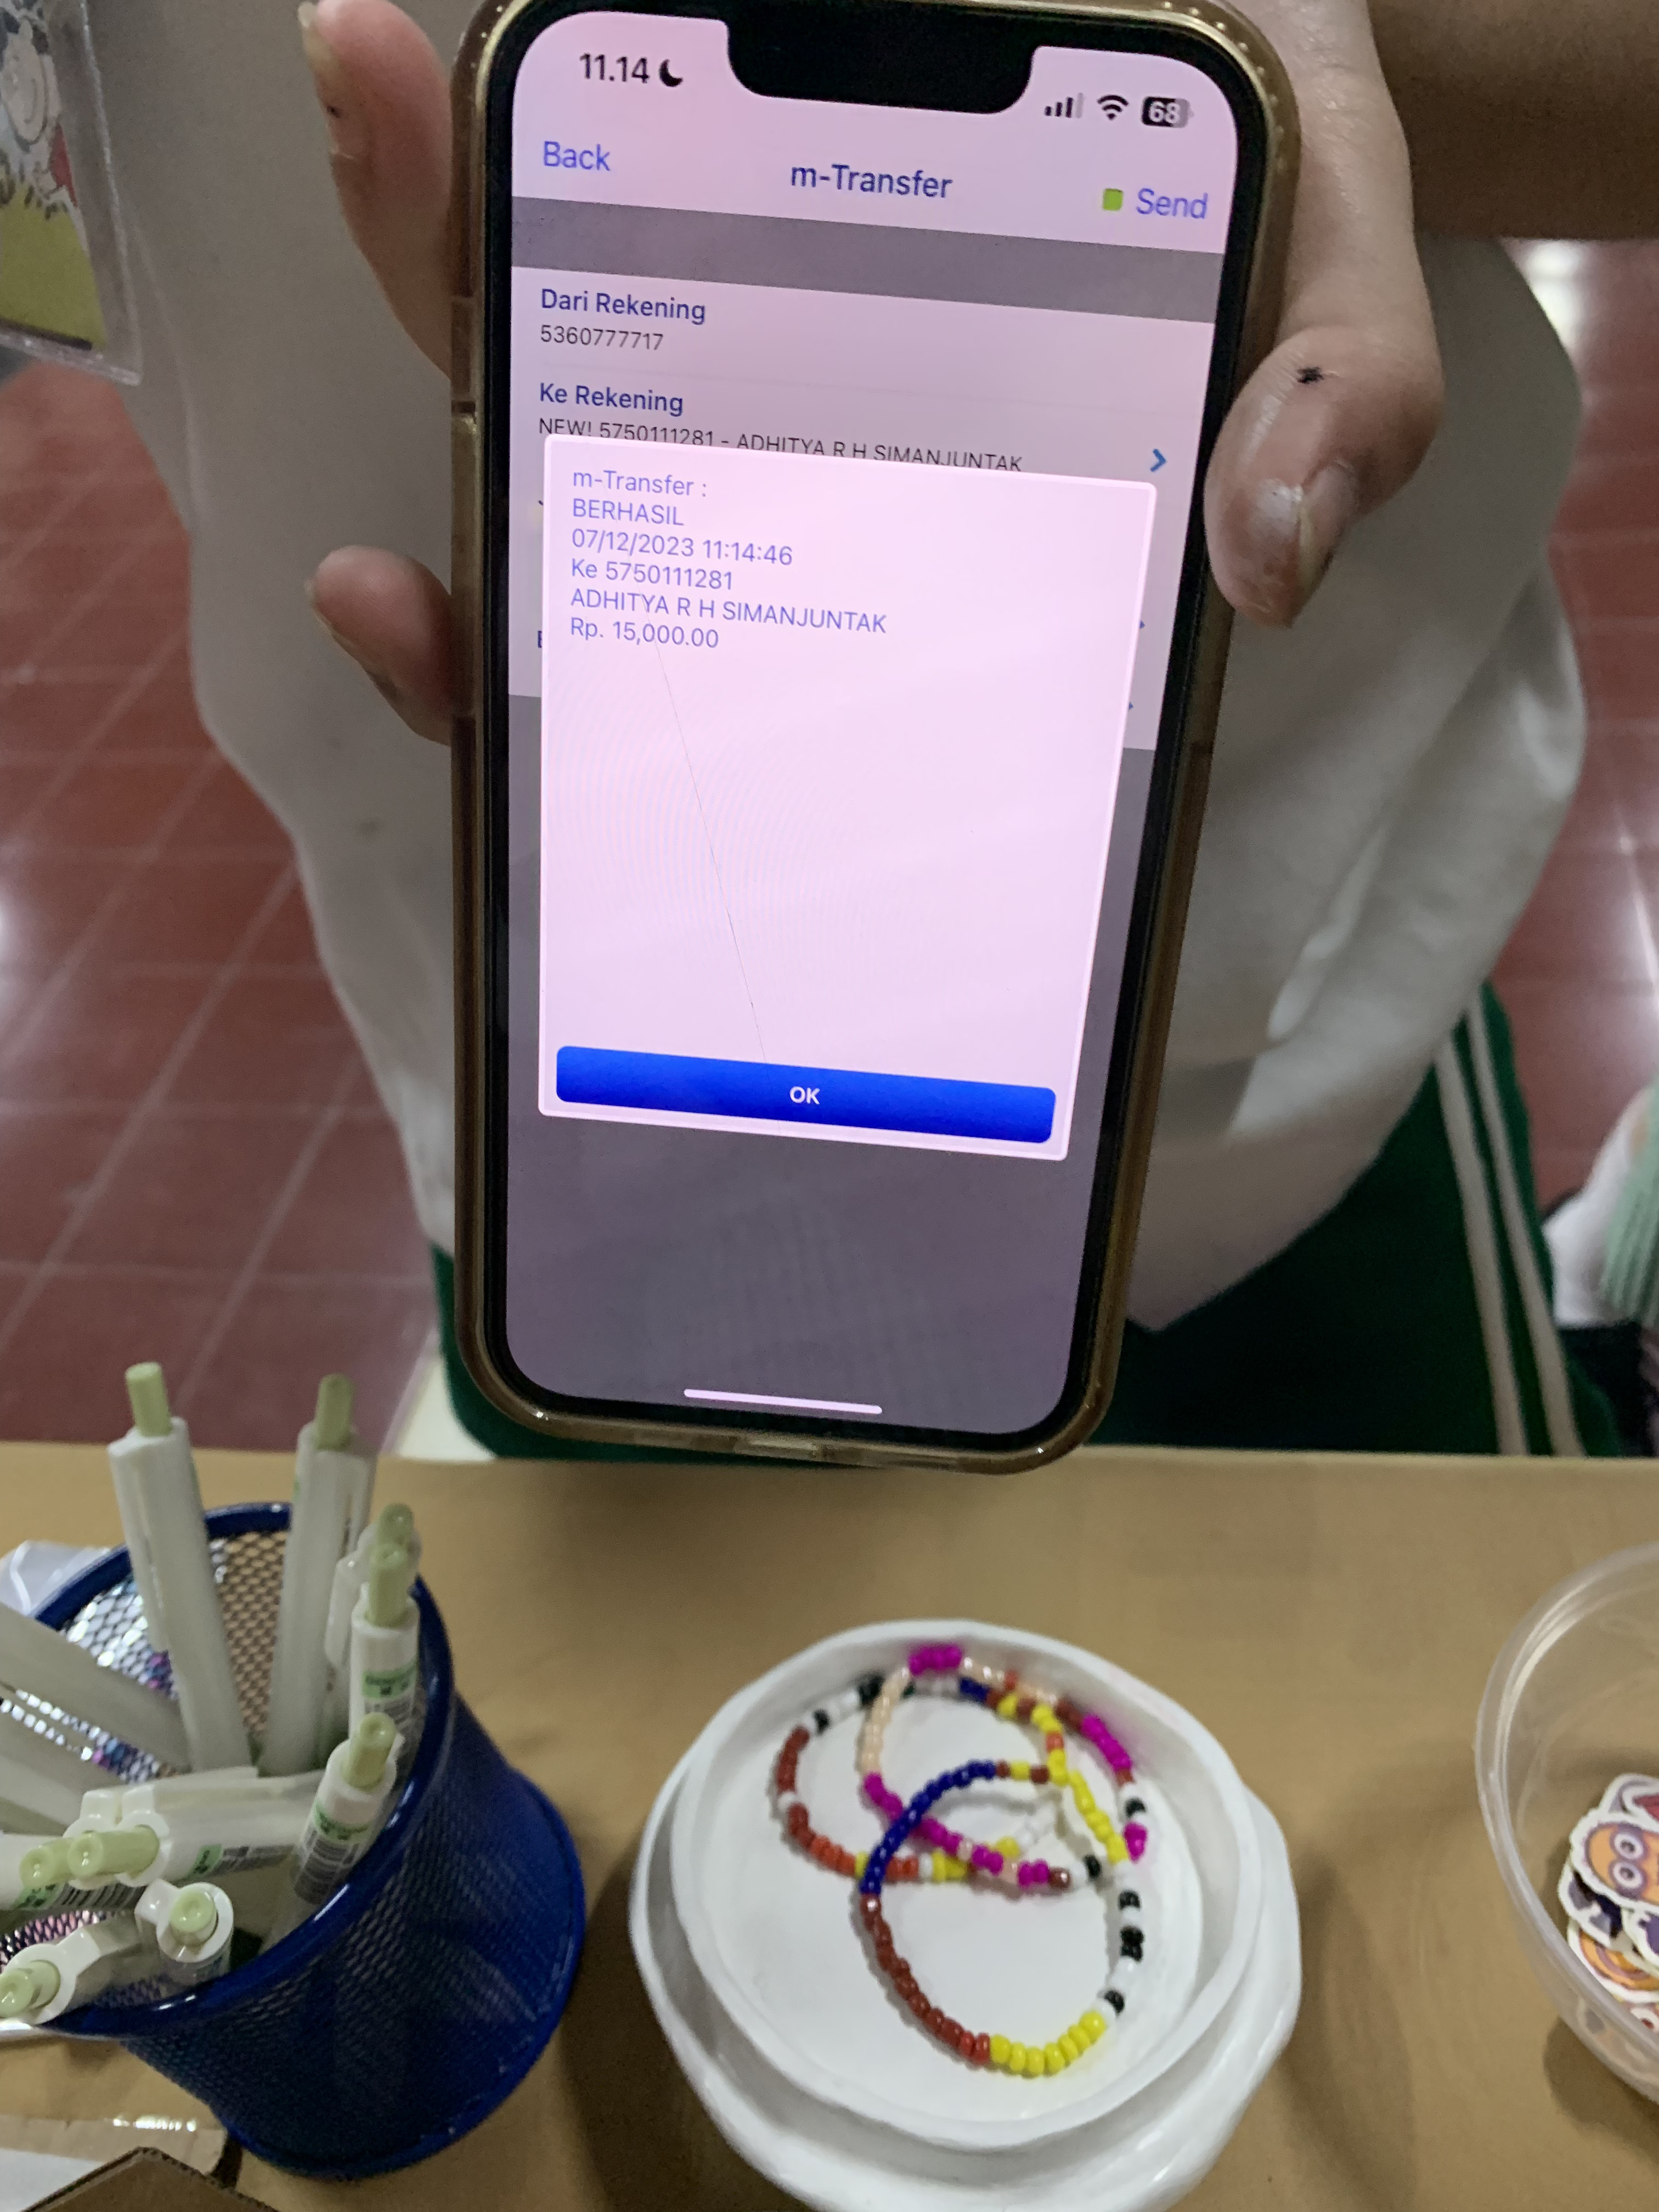 11.14
68
Back
m-Transfer
Send
Dari Rekening
5360777717
Ke Rekening
NEW! 5750111281 - ADHITYA R H SIMANJUNTAK
m-Transfer :
BERHASIL
07/12/2023 11:14:46
Ke 5750111281
ADHITYA R H SIMANJUNTAK
Rp. 15,000.00
OK